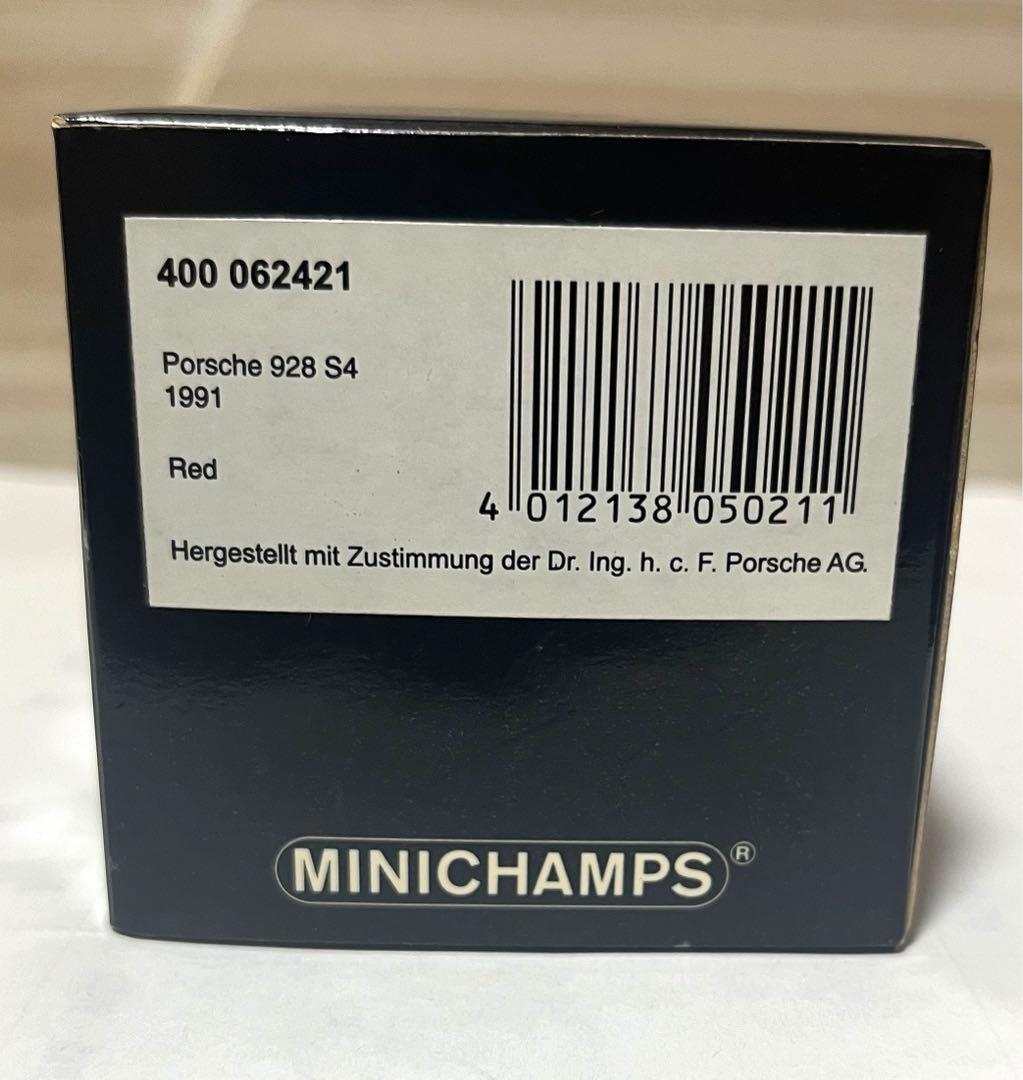 400 062421
Porsche 928 S4
1991
Red
4 012138 050211
Hergestellt mit Zustimmung der Dr. Ing. h. c. F. Porsche AG.
MINICHAMPS®